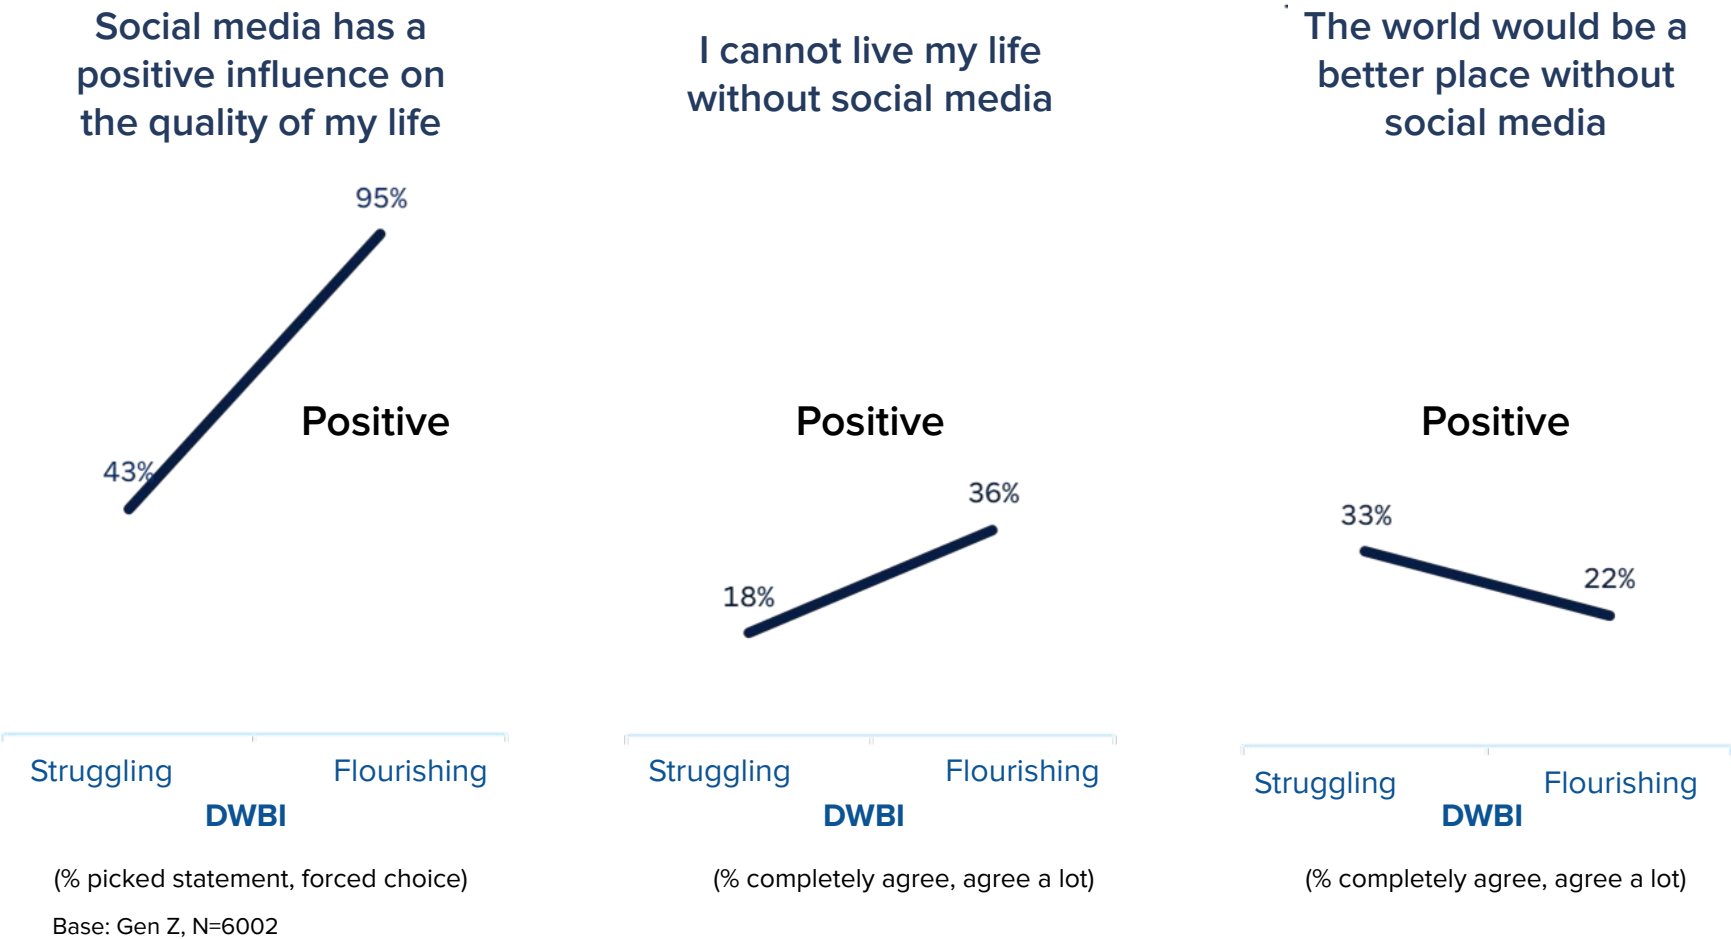 Social media has a
positive influence on
the quality of my life
95%
43%
Positive
Struggling
Flourishing
DWBI
(% picked statement, forced choice)
Base: Gen Z, N=6002
I cannot live my life
without social media
Positive
36%
18%
Struggling
Flourishing
DWBI
(% completely agree, agree a lot)
The world would be a
better place without
social media
Positive
33%
22%
Struggling
Flourishing
DWBI
(% completely agree, agree a lot)